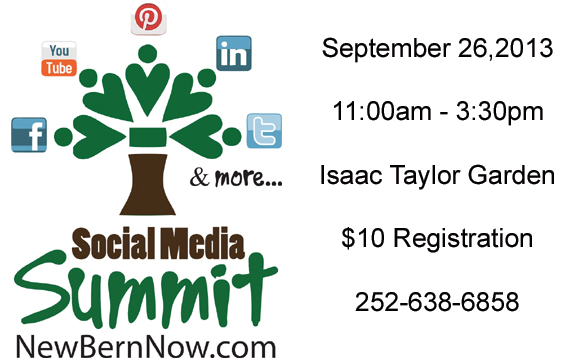 You
Tube
in
f
t
& more...
Social Media
Summit
NewBernNow.com
September 26,2013
11:00am - 3:30pm
Isaac Taylor Garden
$10 Registration
252-638-6858